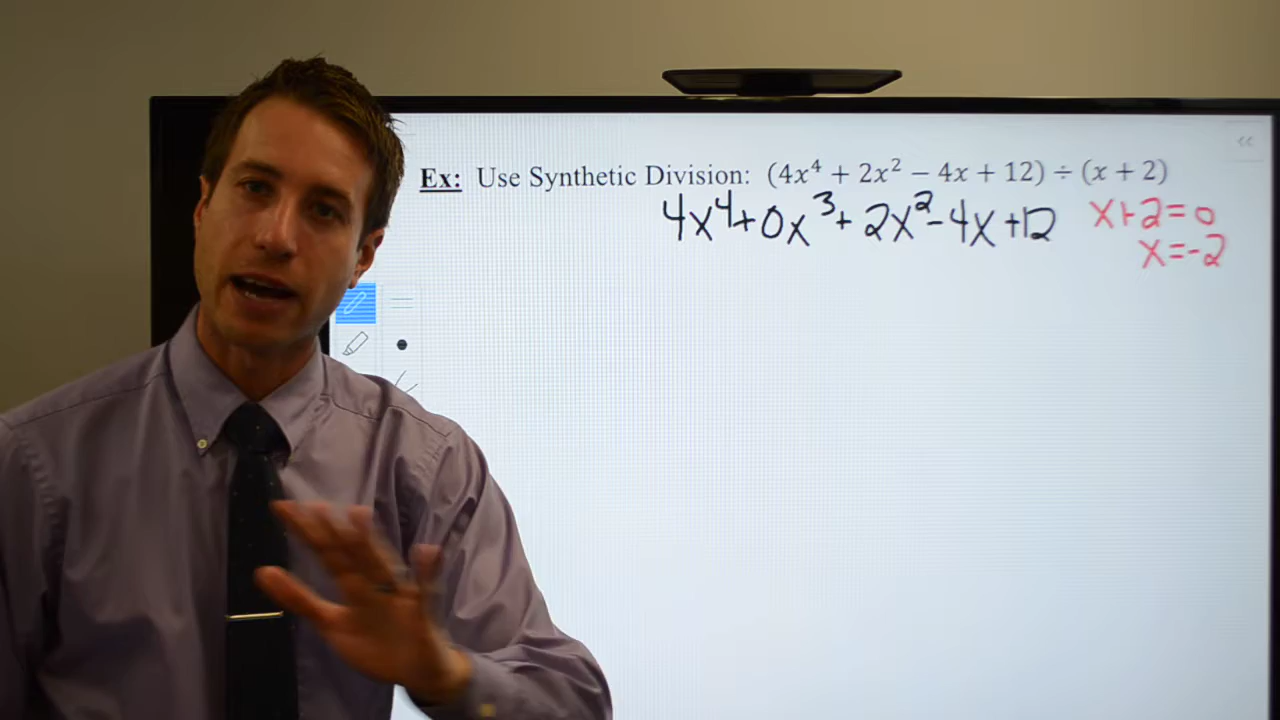 Ex: Use Synthetic Division: (4x⁴ + 2x² − 4x + 12) ÷ (x + 2)
4x⁴+0x³+2x²-4x+12
x+2=0
x=-2